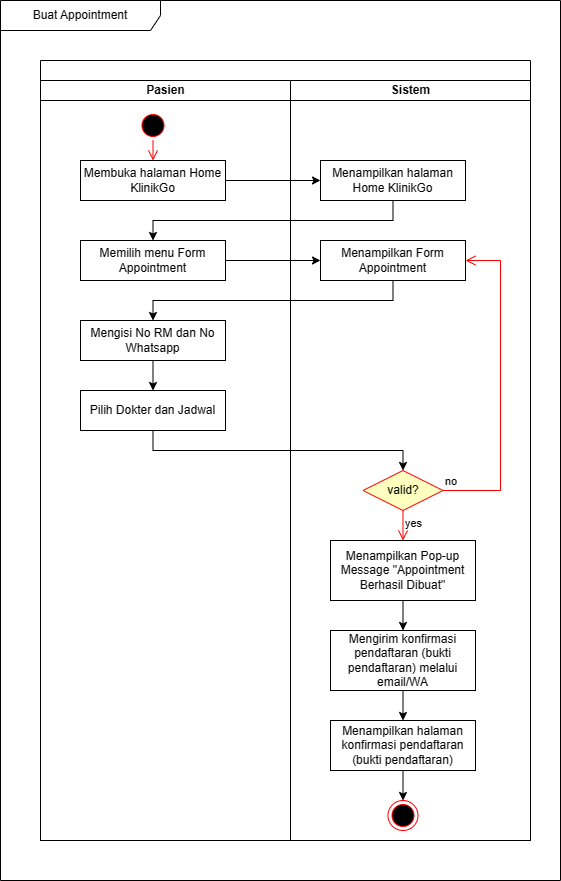 Buat Appointment
Pasien
Sistem
Membuka halaman Home
KlinikGo
Menampilkan halaman
Home KlinikGo
Memilih menu Form
Appointment
Menampilkan Form
Appointment
Mengisi No RM dan No
Whatsapp
Pilih Dokter dan Jadwal
valid?
no
yes
Menampilkan Pop-up
Message "Appointment
Berhasil Dibuat"
Mengirim konfirmasi
pendaftaran (bukti
pendaftaran) melalui
email/WA
Menampilkan halaman
konfirmasi pendaftaran
(bukti pendaftaran)